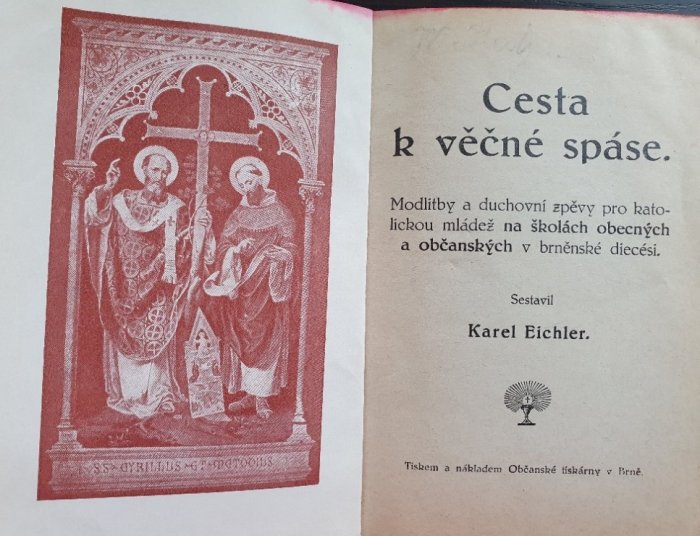 SS CYRILLUS ET METODIUS
Cesta
k věčné spáse.
Modlitby a duchovní zpěvy pro kato-
lickou mládež na školách obecných
a občanských v brněnské diecési.
Sestavil
Karel Eichler.
Tiskem a nákladem Občanské tiskárny v Brně.